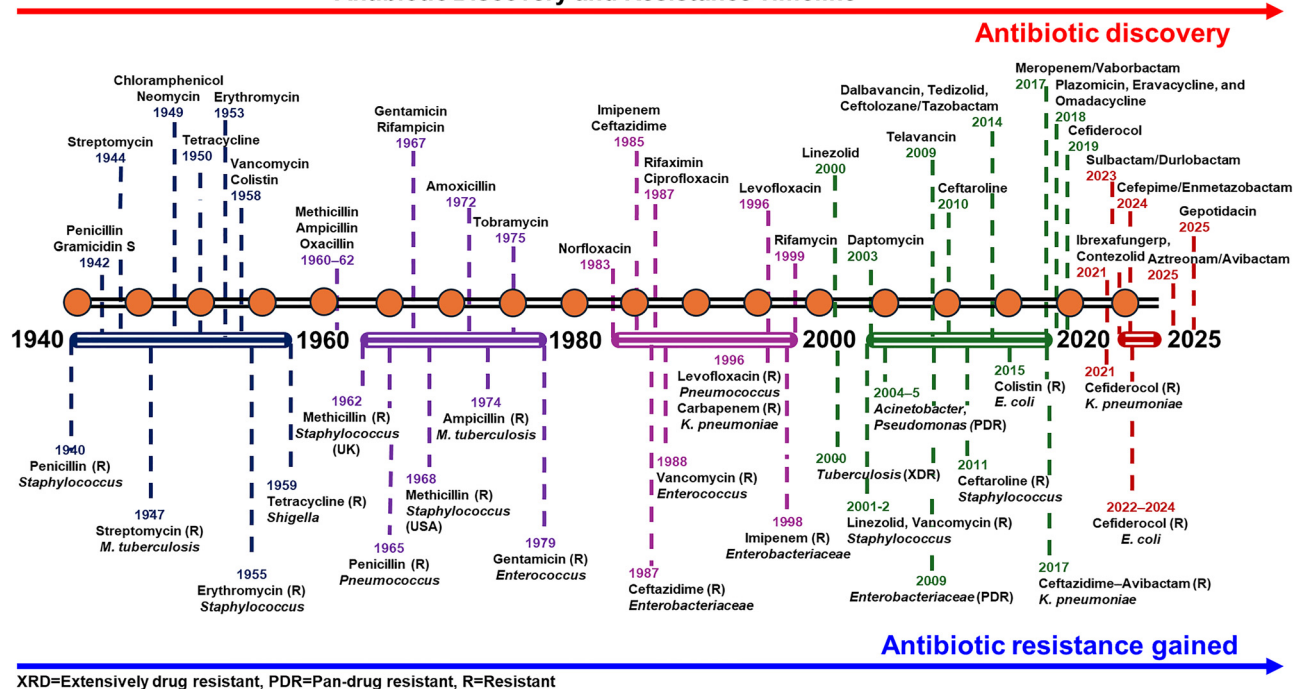 Antibiotic Discovery and Resistance Timeline
Antibiotic discovery
Chloramphenicol
Neomycin
1949
Erythromycin
1953
Streptomycin
1944
Tetracycline
1950
Vancomycin
Colistin
1958
Penicillin
Gramicidin S
1942
Methicillin
Ampicillin
Oxacillin
1960–62
Gentamicin
Rifampicin
1967
Amoxicillin
1972
Tobramycin
1975
Norfloxacin
1983
Imipenem
Ceftazidime
1985
Rifaximin
Ciprofloxacin
1987
Levofloxacin
1996
Rifamycin
1999
Linezolid
2000
Daptomycin
2003
Dalbavancin, Tedizolid,
Ceftolozane/Tazobactam
2014
Telavancin
2009
Ceftaroline
2010
Meropenem/Vaborbactam
2017
Plazomicin, Eravacycline, and
Omadacycline
2018
Cefiderocol
2019
Sulbactam/Durlobactam
2023
Cefepime/Enmetazobactam
2024
Gepotidacin
2025
Ibrexafungerp,
Contezolid
2021
Aztreonam/Avibactam
2025
1940
1960
1980
2000
2020
2025
1940
Penicillin (R)
Staphylococcus
1947
Streptomycin (R)
M. tuberculosis
1955
Erythromycin (R)
Staphylococcus
1959
Tetracycline (R)
Shigella
1962
Methicillin (R)
Staphylococcus
(UK)
1965
Penicillin (R)
Pneumococcus
1968
Methicillin (R)
Staphylococcus
(USA)
1974
Ampicillin (R)
M. tuberculosis
1979
Gentamicin (R)
Enterococcus
1987
Ceftazidime (R)
Enterobacteriaceae
1988
Vancomycin (R)
Enterococcus
1996
Levofloxacin (R)
Pneumococcus
Carbapenem (R)
K. pneumoniae
1998
Imipenem (R)
Enterobacteriaceae
2000
Tuberculosis (XDR)
2001-2
Linezolid, Vancomycin (R)
Staphylococcus
2004–5
Acinetobacter,
Pseudomonas (PDR)
2009
Enterobacteriaceae (PDR)
2011
Ceftaroline (R)
Staphylococcus
2015
Colistin (R)
E. coli
2017
Ceftazidime–Avibactam (R)
K. pneumoniae
2021
Cefiderocol (R)
K. pneumoniae
2022–2024
Cefiderocol (R)
E. coli
Antibiotic resistance gained
XRD=Extensively drug resistant, PDR=Pan-drug resistant, R=Resistant